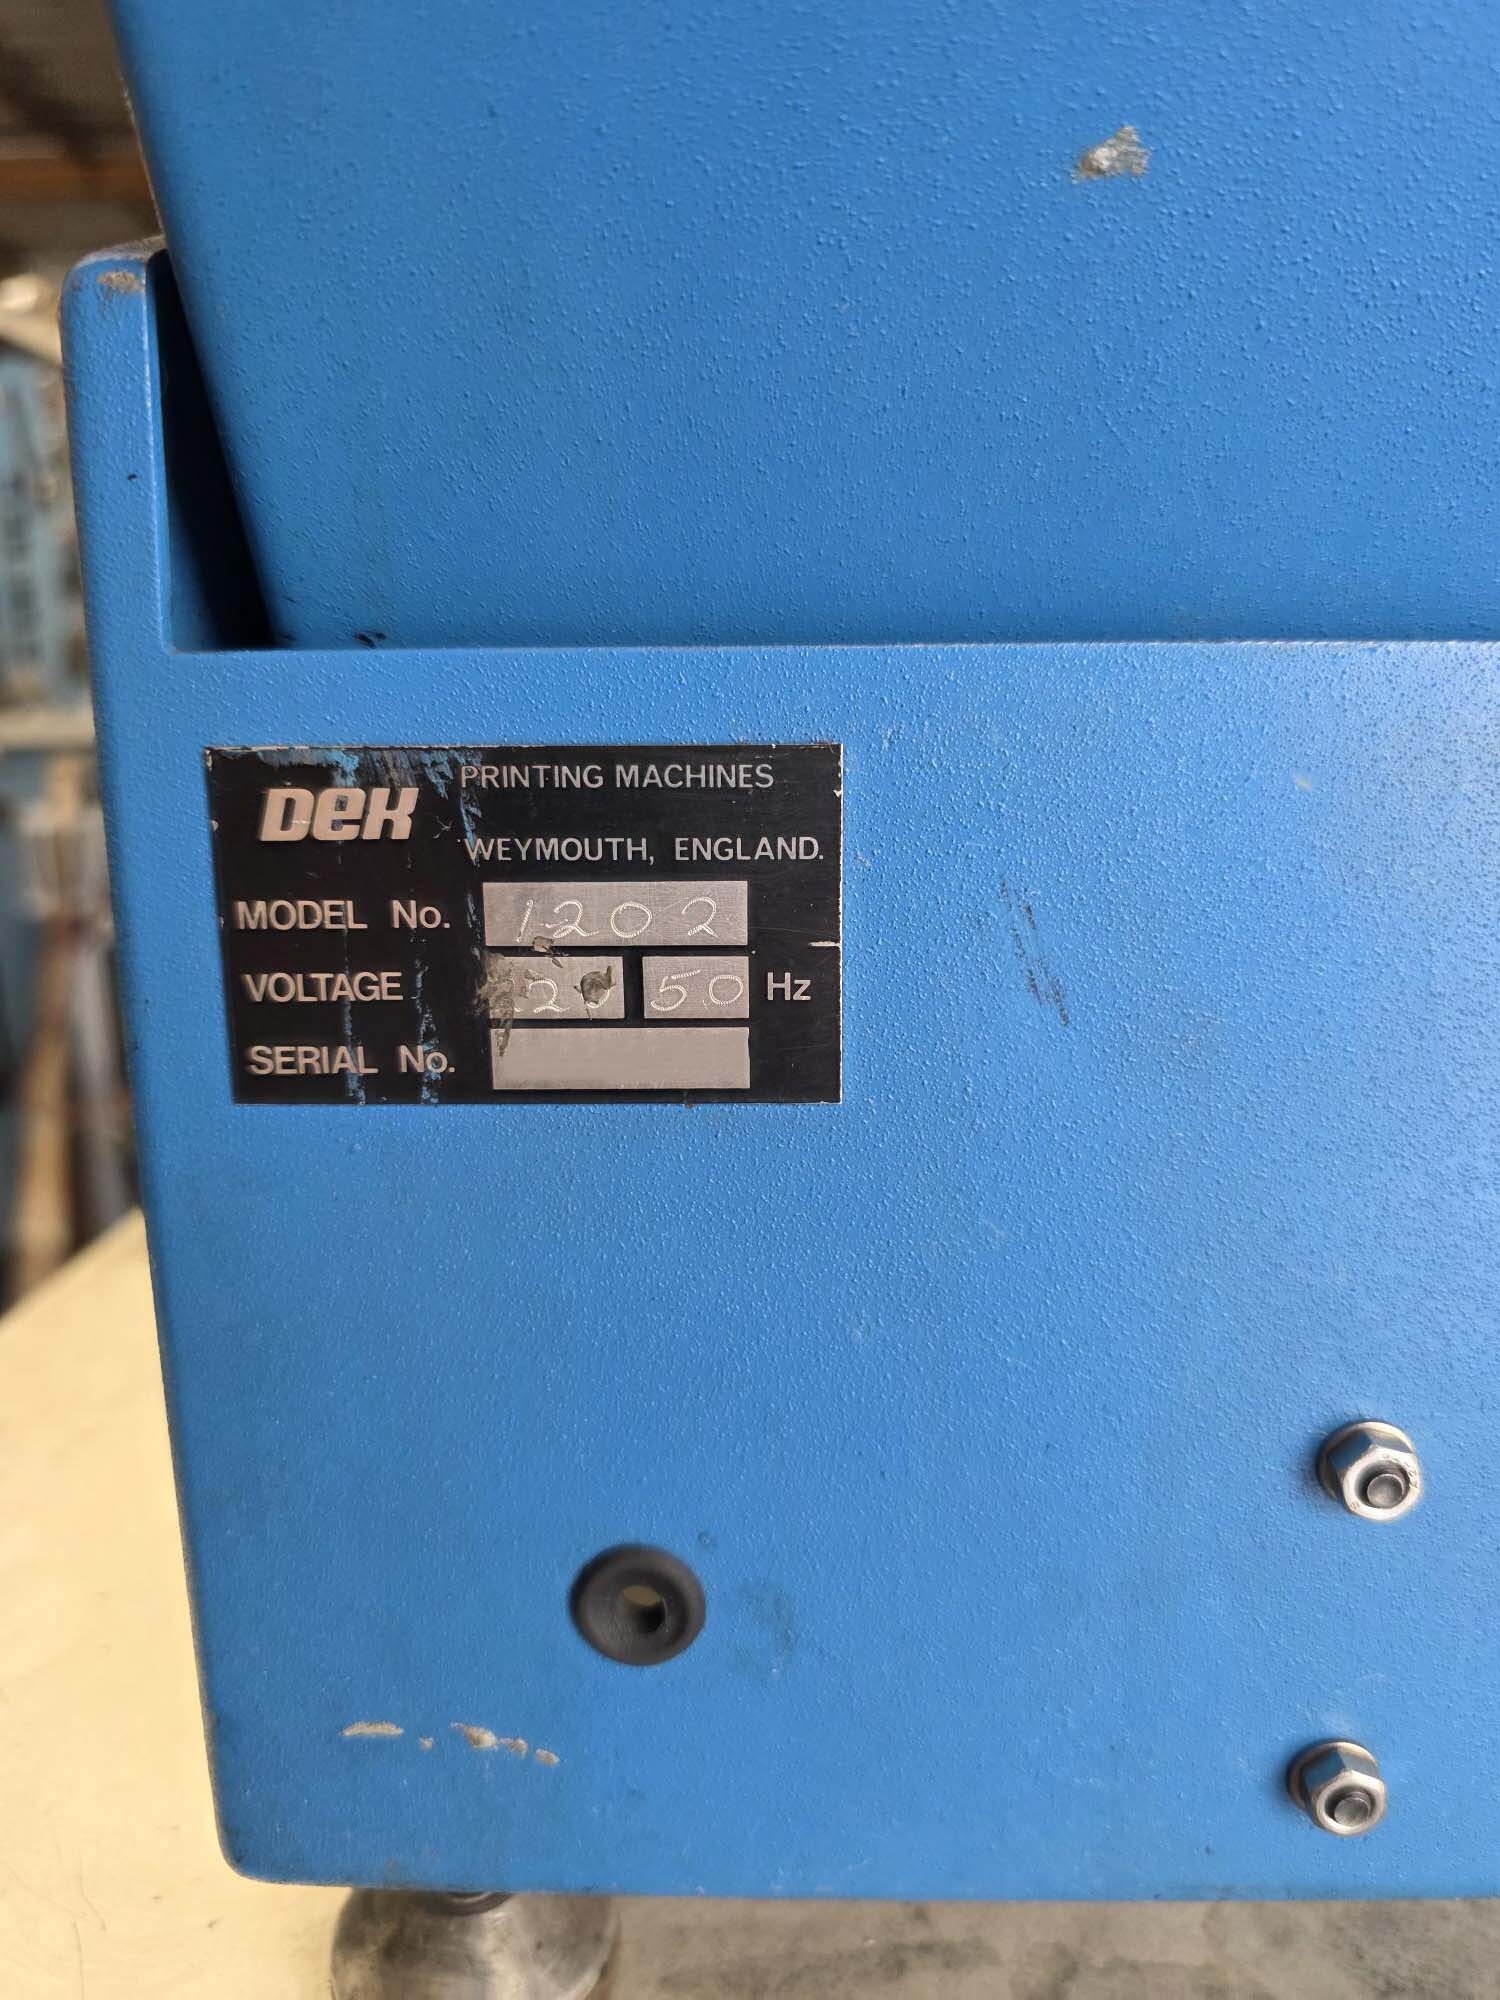 DEK PRINTING MACHINES
WEYMOUTH, ENGLAND.
MODEL No. 1202
VOLTAGE 50 Hz
SERIAL No.